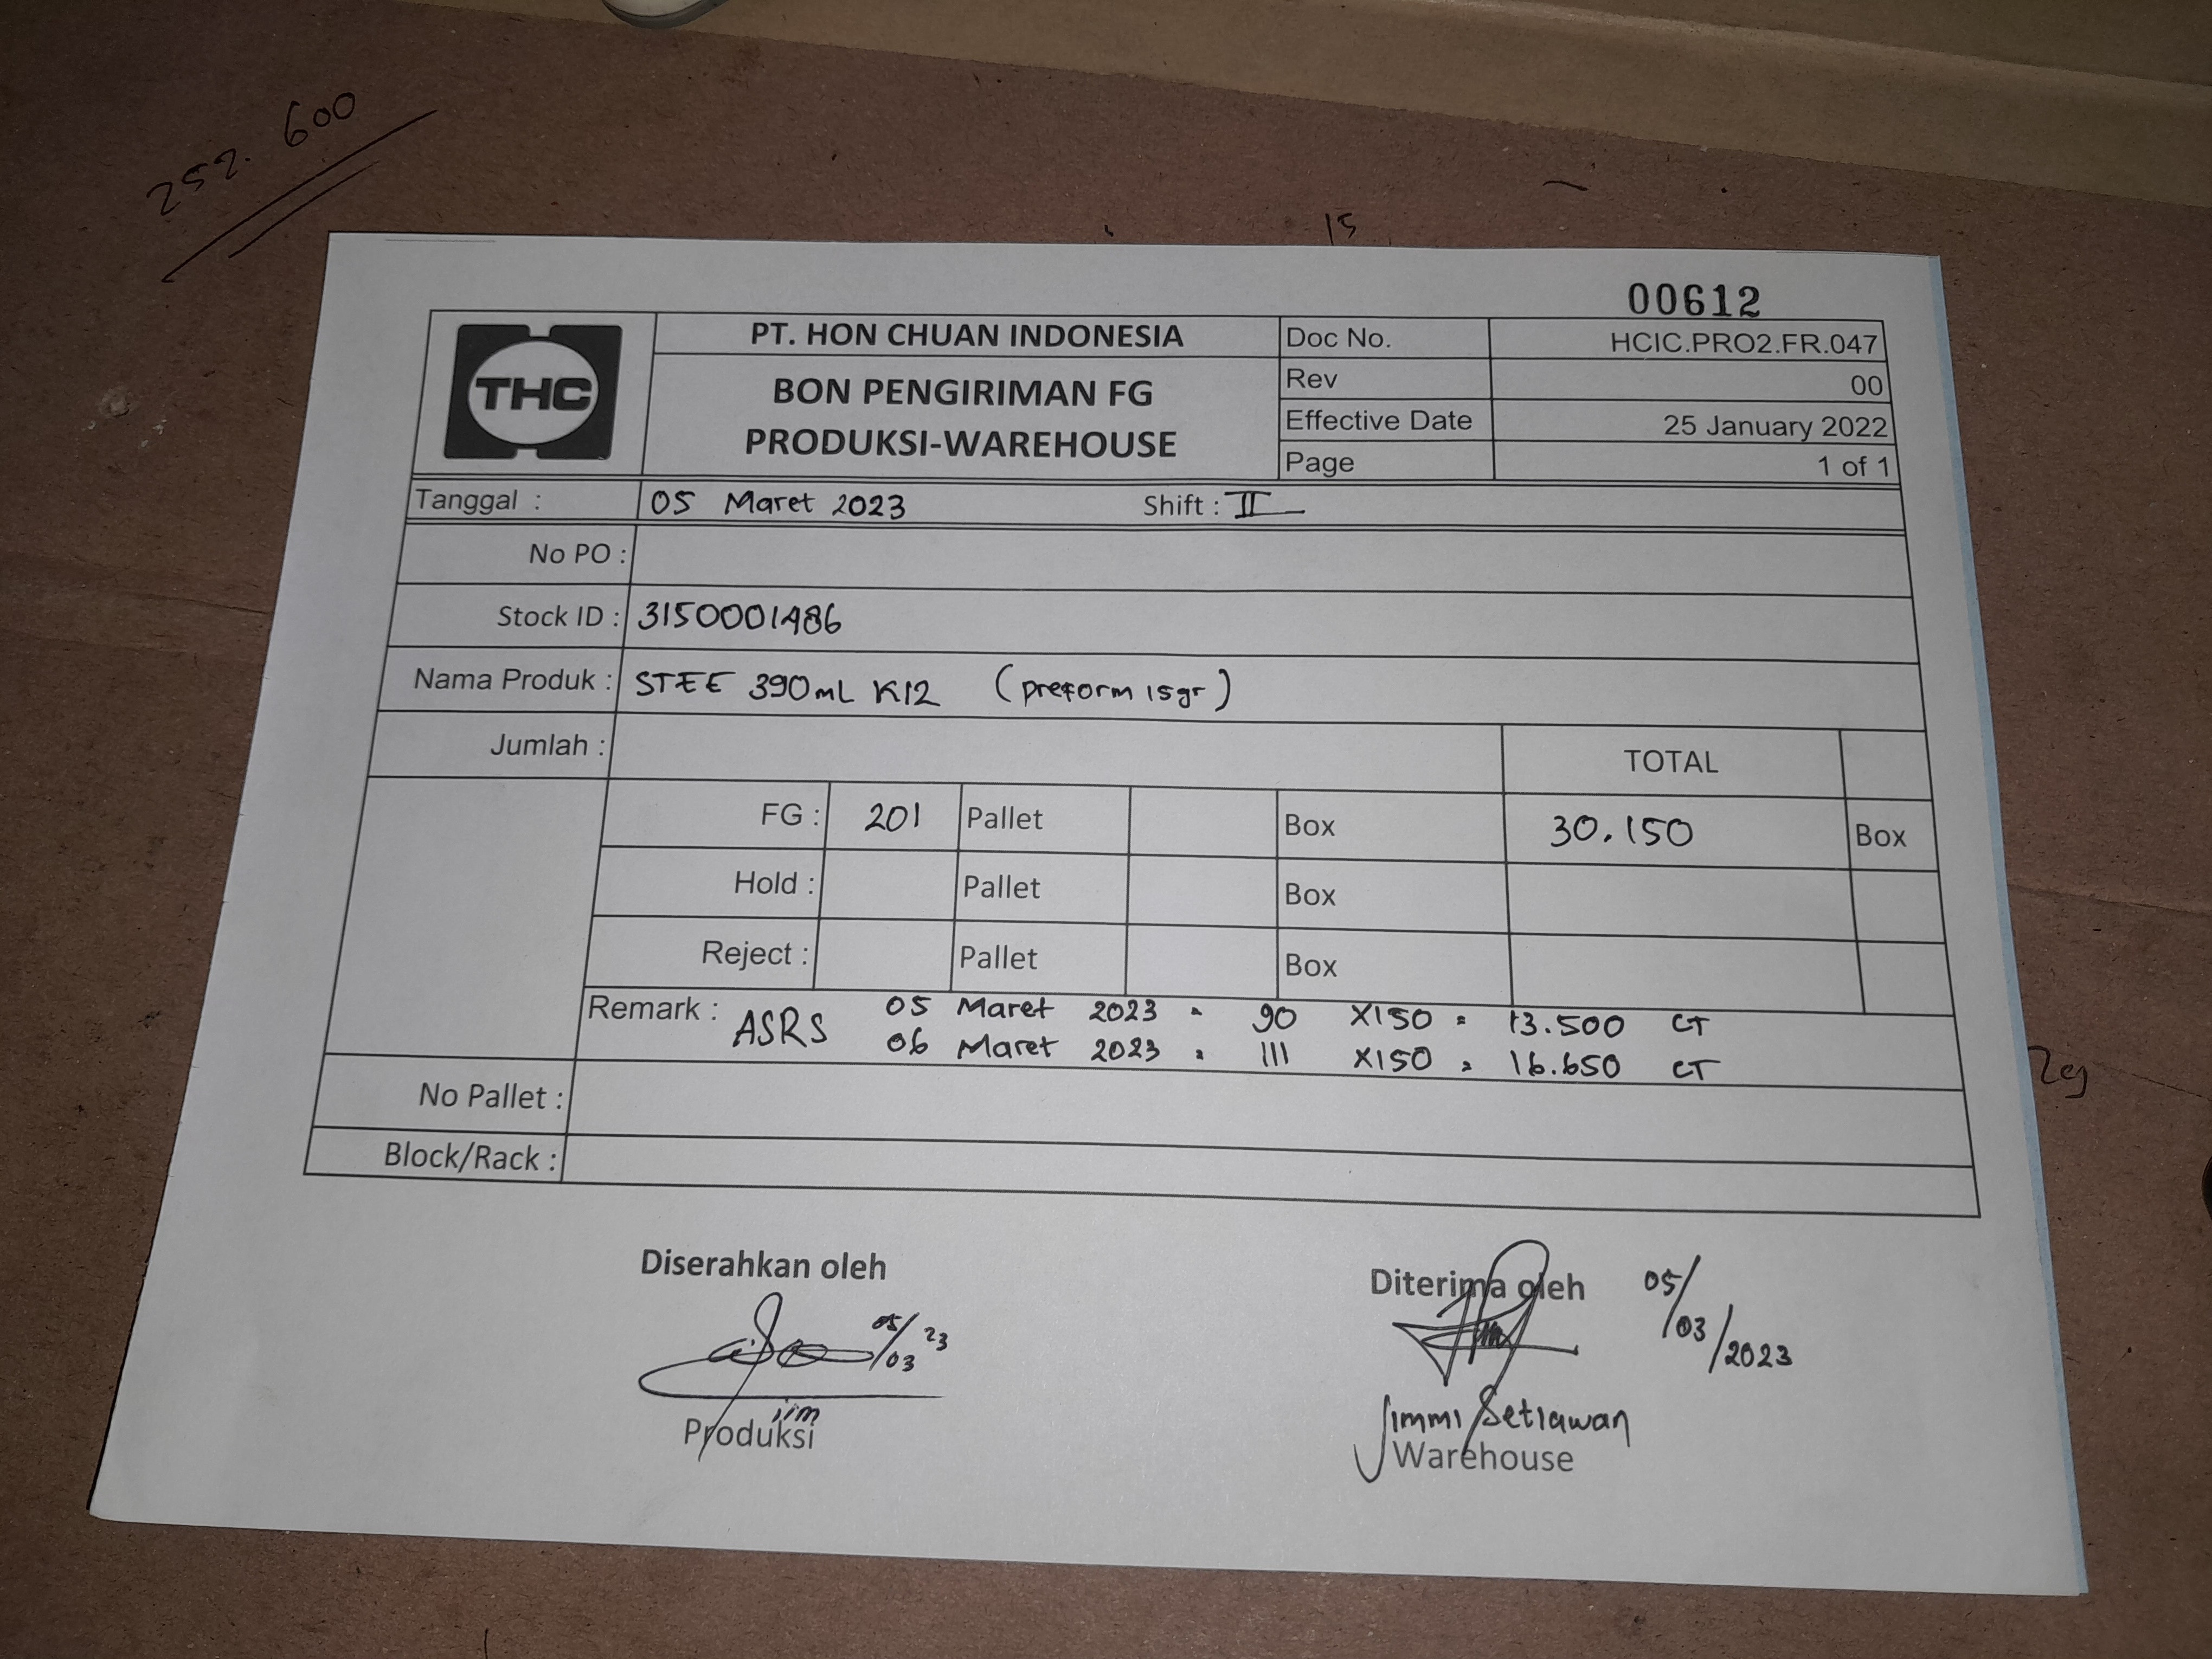 252.600
15
00612
THC
PT. HON CHUAN INDONESIA
BON PENGIRIMAN FG
PRODUKSI-WAREHOUSE
Doc No. HCIC.PRO2.FR.047
Rev 00
Effective Date 25 January 2022
Page 1 of 1
Tanggal : 05 Maret 2023 Shift : II
No PO :
Stock ID : 3150001486
Nama Produk : STEE 390mL K12 (preform 15gr)
Jumlah : TOTAL
FG : 201 Pallet Box 30.150 Box
Hold : Pallet Box
Reject : Pallet Box
Remark : ASRS 05 Maret 2023 = 90 X150 = 13.500 CT
06 Maret 2023 = 111 X150 = 16.650 CT
No Pallet :
Block/Rack :
Diserahkan oleh
05/03 23
iim
Produksi
Diterima oleh
05/03/2023
Jimmi Setiawan
Warehouse